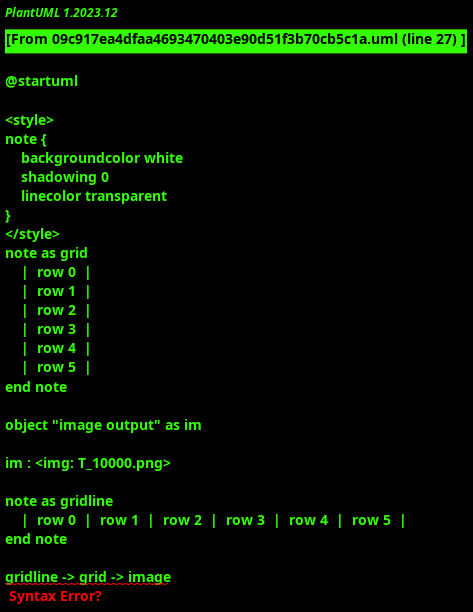 PlantUML 1.2023.12
[From 09c917ea4dfaa4693470403e90d51f3b70cb5c1a.uml (line 27) ]
@startuml
<style>
note {
backgroundcolor white
shadowing 0
linecolor transparent
}
</style>
note as grid
| row 0 |
| row 1 |
| row 2 |
| row 3 |
| row 4 |
| row 5 |
end note
object "image output" as im
im : <img: T_10000.png>
note as gridline
| row 0 | row 1 | row 2 | row 3 | row 4 | row 5 |
end note
gridline -> grid -> image
Syntax Error?